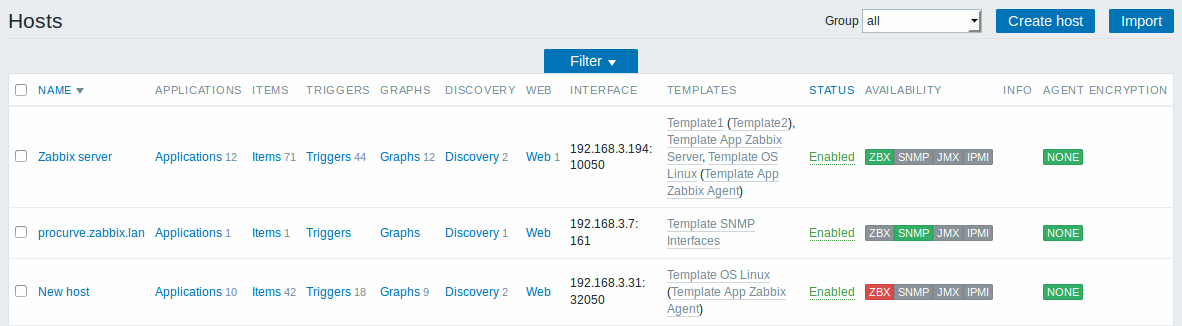 Hosts
Group all Create host Import
Filter
NAME APPLICATIONS ITEMS TRIGGERS GRAPHS DISCOVERY WEB INTERFACE TEMPLATES STATUS AVAILABILITY INFO AGENT ENCRYPTION
Zabbix server Applications 12 Items 71 Triggers 44 Graphs 12 Discovery 2 Web 1
192.168.3.194:
10050
Template1 (Template2),
Template App Zabbix
Server, Template OS
Linux (Template App
Zabbix Agent)
Enabled ZBX SNMP JMX IPMI NONE
procurve.zabbix.lan Applications 1 Items 1 Triggers Graphs Discovery 1 Web
192.168.3.7:
161
Template SNMP
Interfaces
Enabled ZBX SNMP JMX IPMI NONE
New host Applications 10 Items 42 Triggers 18 Graphs 9 Discovery 2 Web
192.168.3.31:
32050
Template OS Linux
(Template App Zabbix
Agent)
Enabled ZBX SNMP JMX IPMI NONE